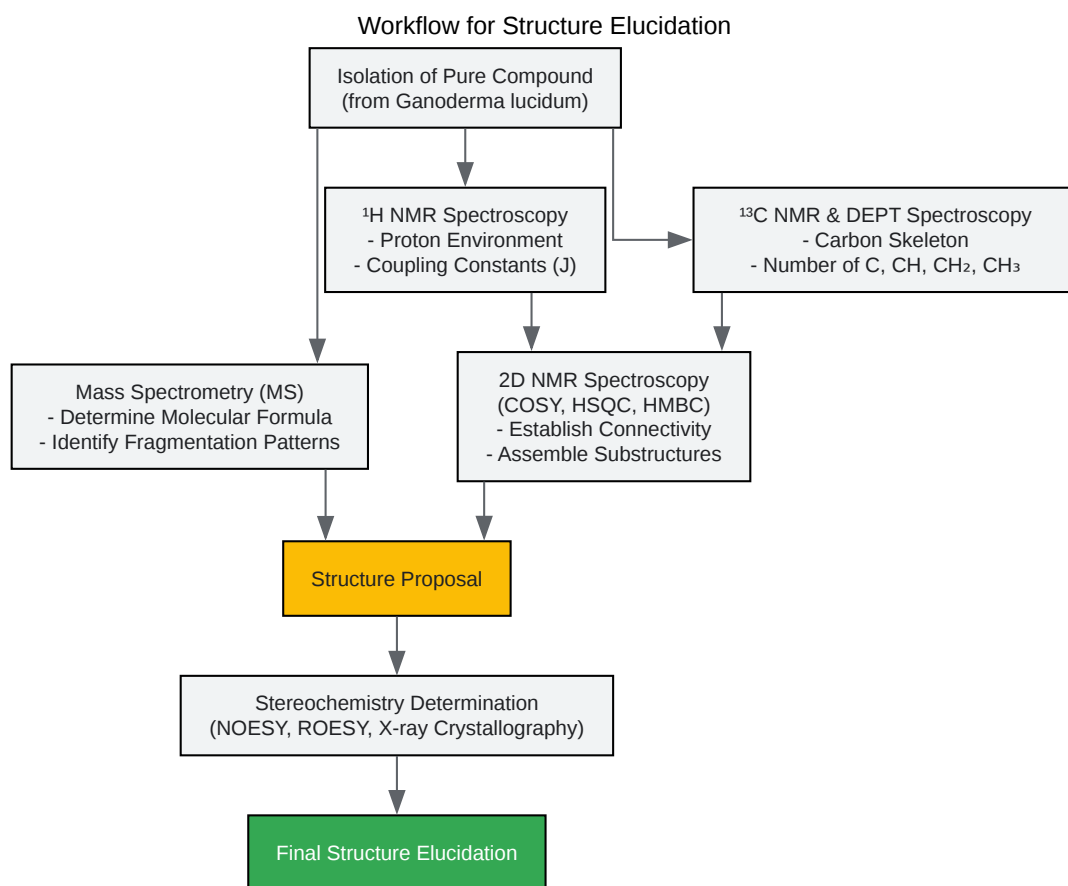 Workflow for Structure Elucidation
Isolation of Pure Compound
(from Ganoderma lucidum)
¹H NMR Spectroscopy
- Proton Environment
- Coupling Constants (J)
¹³C NMR & DEPT Spectroscopy
- Carbon Skeleton
- Number of C, CH, CH₂, CH₃
Mass Spectrometry (MS)
- Determine Molecular Formula
- Identify Fragmentation Patterns
2D NMR Spectroscopy
(COSY, HSQC, HMBC)
- Establish Connectivity
- Assemble Substructures
Structure Proposal
Stereochemistry Determination
(NOESY, ROESY, X-ray Crystallography)
Final Structure Elucidation